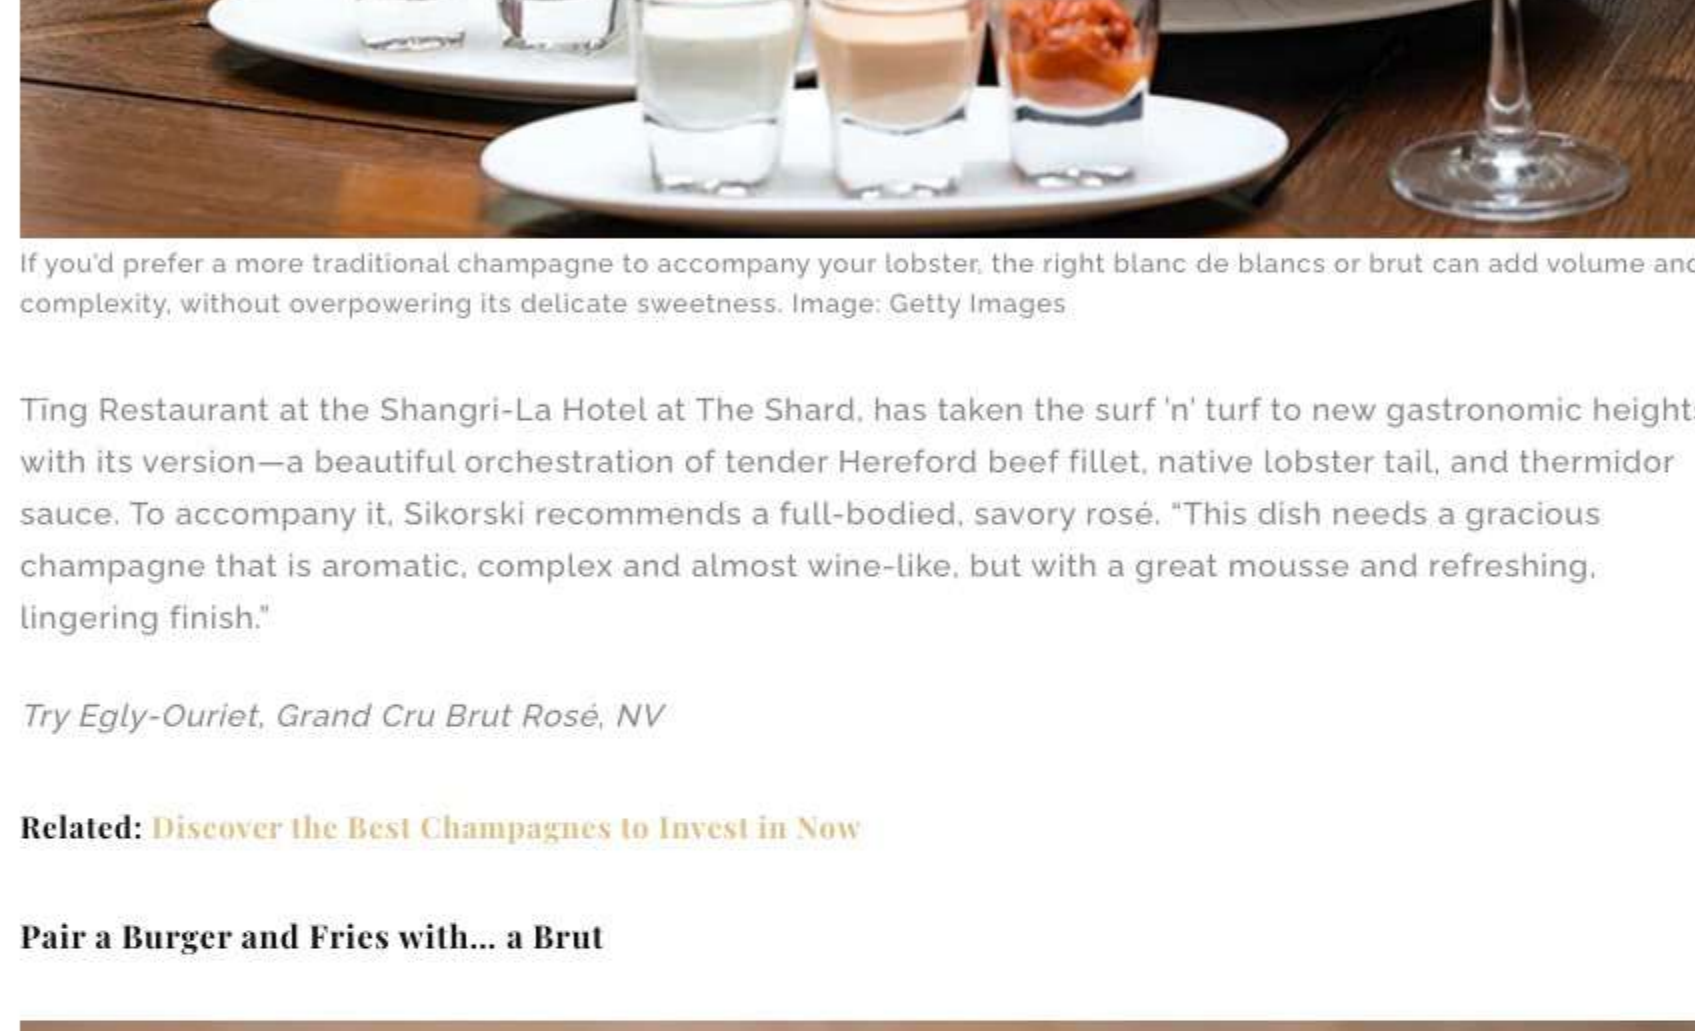 If you'd prefer a more traditional champagne to accompany your lobster, the right blanc de blancs or brut can add volume and
complexity, without overpowering its delicate sweetness. Image: Getty Images
Tīng Restaurant at the Shangri-La Hotel at The Shard, has taken the surf 'n' turf to new gastronomic heights
with its version—a beautiful orchestration of tender Hereford beef fillet, native lobster tail, and thermidor
sauce. To accompany it, Sikorski recommends a full-bodied, savory rosé. “This dish needs a gracious
champagne that is aromatic, complex and almost wine-like, but with a great mousse and refreshing,
lingering finish.”
Try Egly-Ouriet, Grand Cru Brut Rosé, NV
Related: Discover the Best Champagnes to Invest in Now
Pair a Burger and Fries with... a Brut